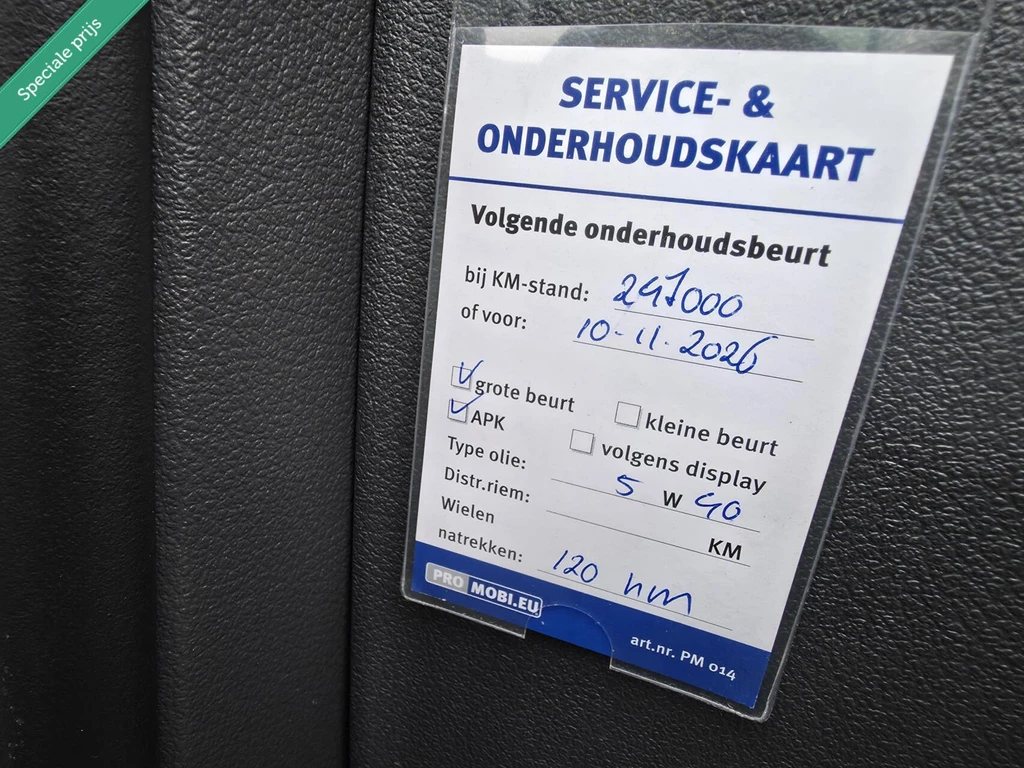 Speciale prijs
SERVICE- &
ONDERHOUDSKAART
Volgende onderhoudsbeurt
bij KM-stand: 247000
of voor: 10-11-2026
grote beurt kleine beurt
APK volgens display
Type olie: 5 W 40
Distr.riem: KM
Wielen
natrekken: 120 nm
PRO MOBI.EU
art.nr. PM 014